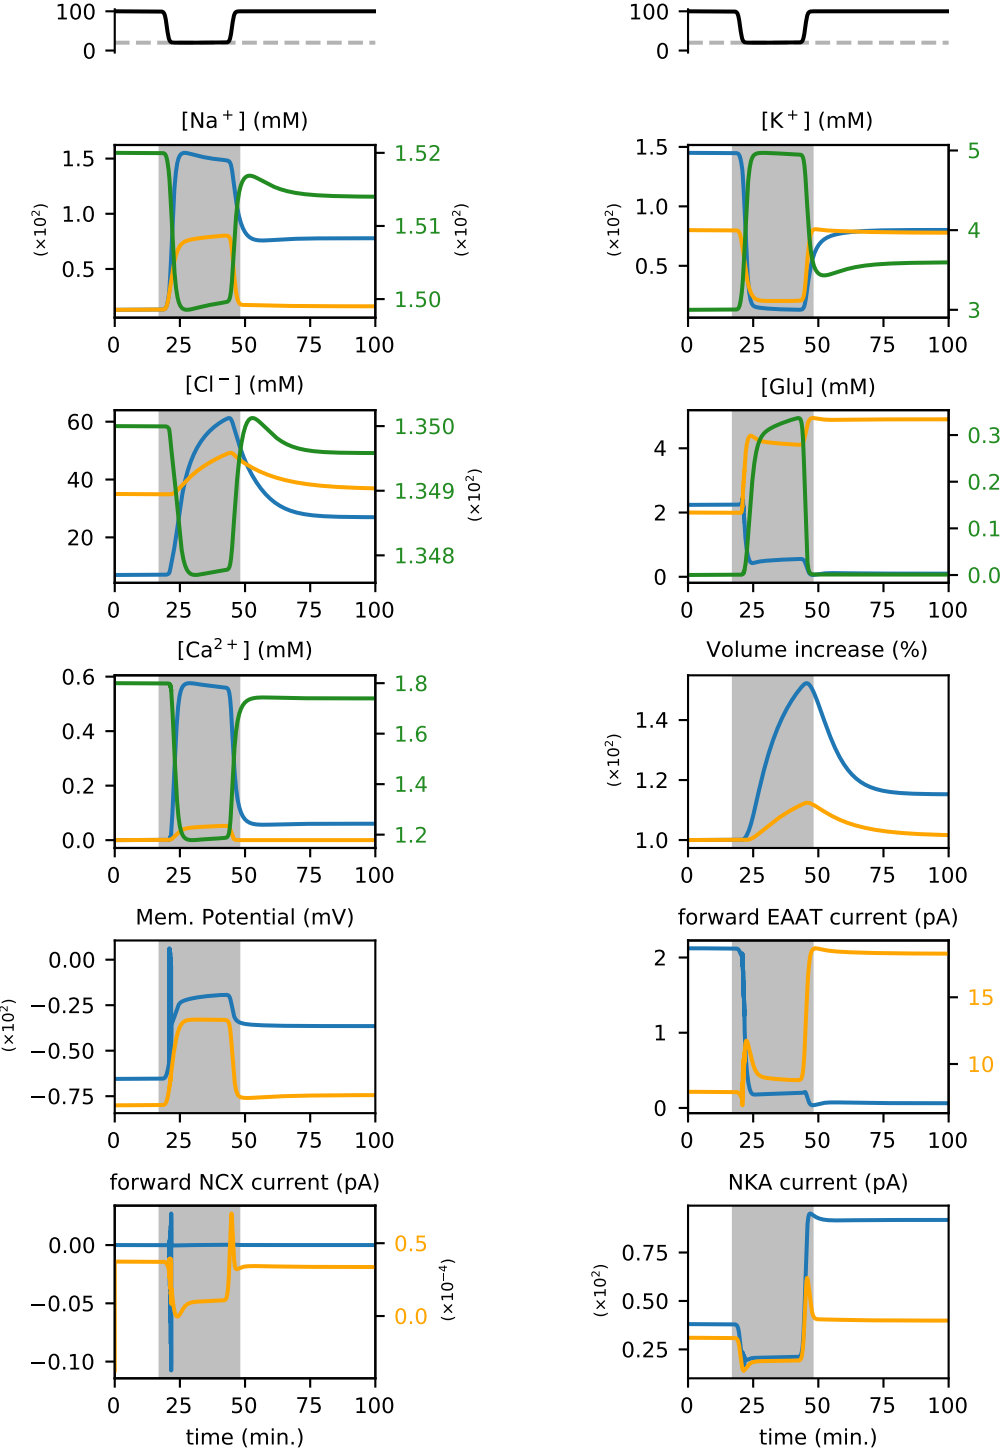 100
0
100
0
[Na⁺] (mM)
1.5
1.0
0.5
(×10²)
1.52
1.51
1.50
(×10²)
0 25 50 75 100
[K⁺] (mM)
1.5
1.0
0.5
(×10²)
5
4
3
0 25 50 75 100
[Cl⁻] (mM)
60
40
20
1.350
1.349
1.348
(×10²)
0 25 50 75 100
[Glu] (mM)
4
2
0
0.3
0.2
0.1
0.0
0 25 50 75 100
[Ca²⁺] (mM)
0.6
0.4
0.2
0.0
1.8
1.6
1.4
1.2
0 25 50 75 100
Volume increase (%)
1.4
1.2
1.0
(×10²)
0 25 50 75 100
Mem. Potential (mV)
0.00
−0.25
−0.50
−0.75
(×10²)
0 25 50 75 100
forward EAAT current (pA)
2
1
0
15
10
0 25 50 75 100
forward NCX current (pA)
0.00
−0.05
−0.10
0.5
0.0
(×10⁻⁴)
0 25 50 75 100
time (min.)
NKA current (pA)
0.75
0.50
0.25
(×10²)
0 25 50 75 100
time (min.)